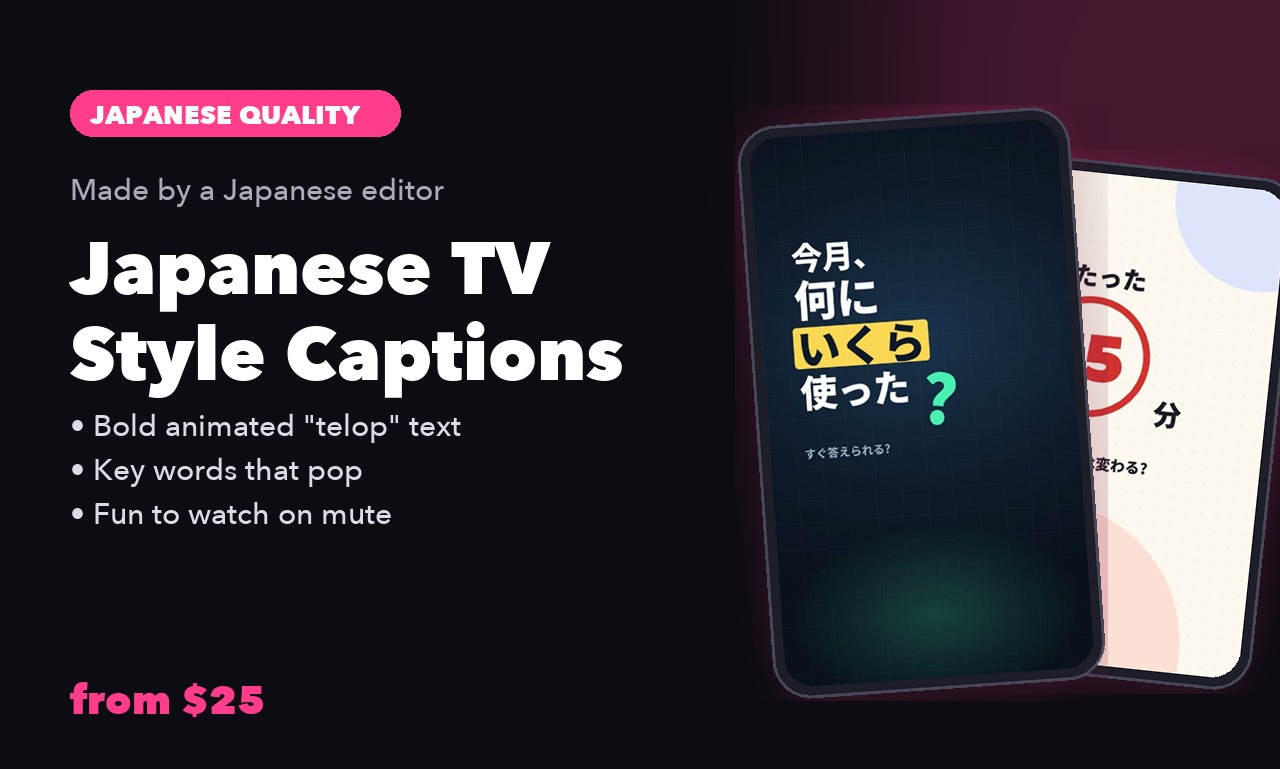 JAPANESE QUALITY
Made by a Japanese editor
Japanese TV
Style Captions
• Bold animated "telop" text
• Key words that pop
• Fun to watch on mute
from $25
今月、
何に
いくら
使った?
すぐ答えられる?
たった
5
分
変わる?